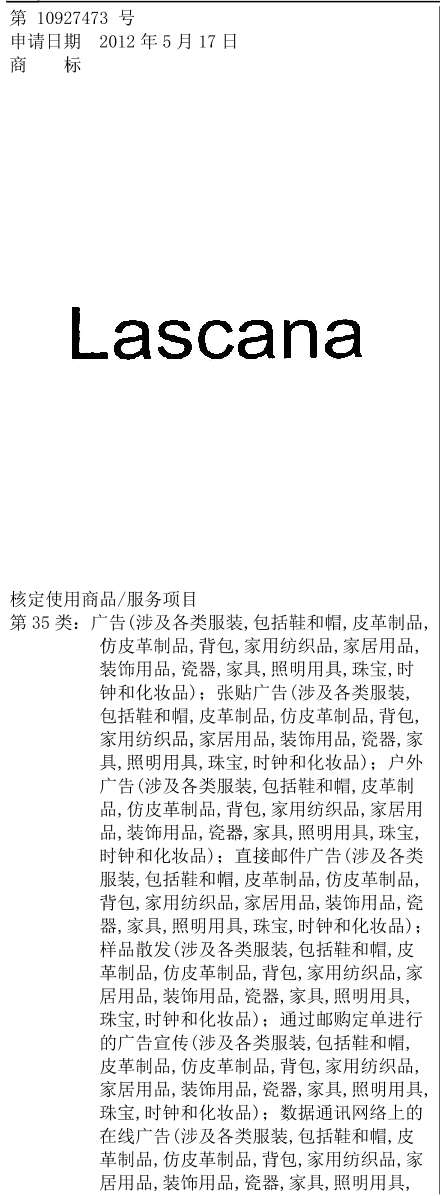 第 10927473 号
申请日期 2012 年 5 月 17 日
商 标
Lascana
核定使用商品/服务项目
第 35 类: 广告(涉及各类服装,包括鞋和帽,皮革制品,
仿皮革制品,背包,家用纺织品,家居用品,
装饰用品,瓷器,家具,照明用具,珠宝,时
钟和化妆品); 张贴广告(涉及各类服装,
包括鞋和帽,皮革制品,仿皮革制品,背包,
家用纺织品,家居用品,装饰用品,瓷器,家
具,照明用具,珠宝,时钟和化妆品); 户外
广告(涉及各类服装,包括鞋和帽,皮革制
品,仿皮革制品,背包,家用纺织品,家居用
品,装饰用品,瓷器,家具,照明用具,珠宝,
时钟和化妆品); 直接邮件广告(涉及各类
服装,包括鞋和帽,皮革制品,仿皮革制品,
背包,家用纺织品,家居用品,装饰用品,瓷
器,家具,照明用具,珠宝,时钟和化妆品);
样品散发(涉及各类服装,包括鞋和帽,皮
革制品,仿皮革制品,背包,家用纺织品,家
居用品,装饰用品,瓷器,家具,照明用具,
珠宝,时钟和化妆品); 通过邮购定单进行
的广告宣传(涉及各类服装,包括鞋和帽,
皮革制品,仿皮革制品,背包,家用纺织品,
家居用品,装饰用品,瓷器,家具,照明用具,
珠宝,时钟和化妆品); 数据通讯网络上的
在线广告(涉及各类服装,包括鞋和帽,皮
革制品,仿皮革制品,背包,家用纺织品,家
居用品,装饰用品,瓷器,家具,照明用具,